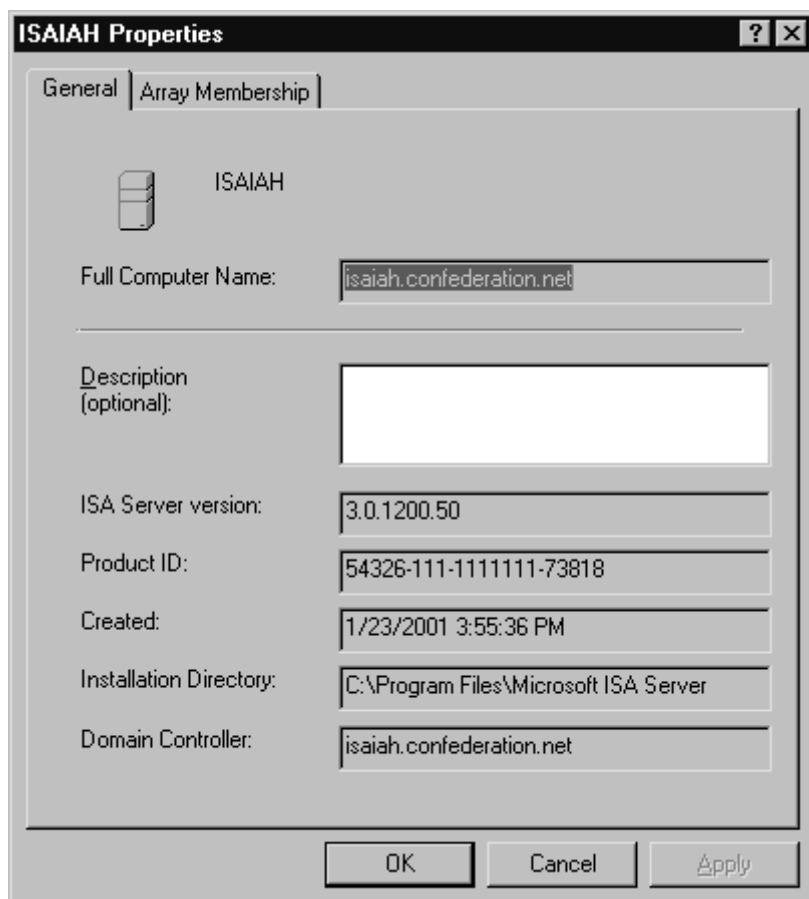 ISAIAH Properties
General
Array Membership
ISAIAH
Full Computer Name:
isaiah.confederation.net
Description
(optional):
ISA Server version:
3.0.1200.50
Product ID:
54326-111-1111111-73818
Created:
1/23/2001 3:55:36 PM
Installation Directory:
C:\Program Files\Microsoft ISA Server
Domain Controller:
isaiah.confederation.net
OK
Cancel
Apply